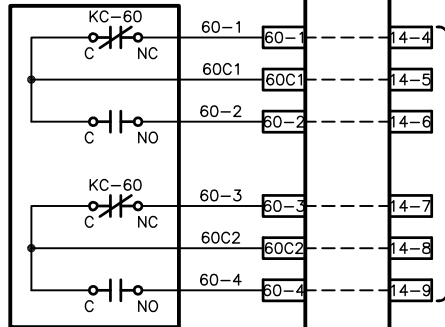 KC-60 60-1 60-1 14-4
C NC
60C1 60C1 14-5
60-2 60-2 14-6
C NO
KC-60 60-3 60-3 14-7
C NC
60C2 60C2 14-8
60-4 60-4 14-9
C NO